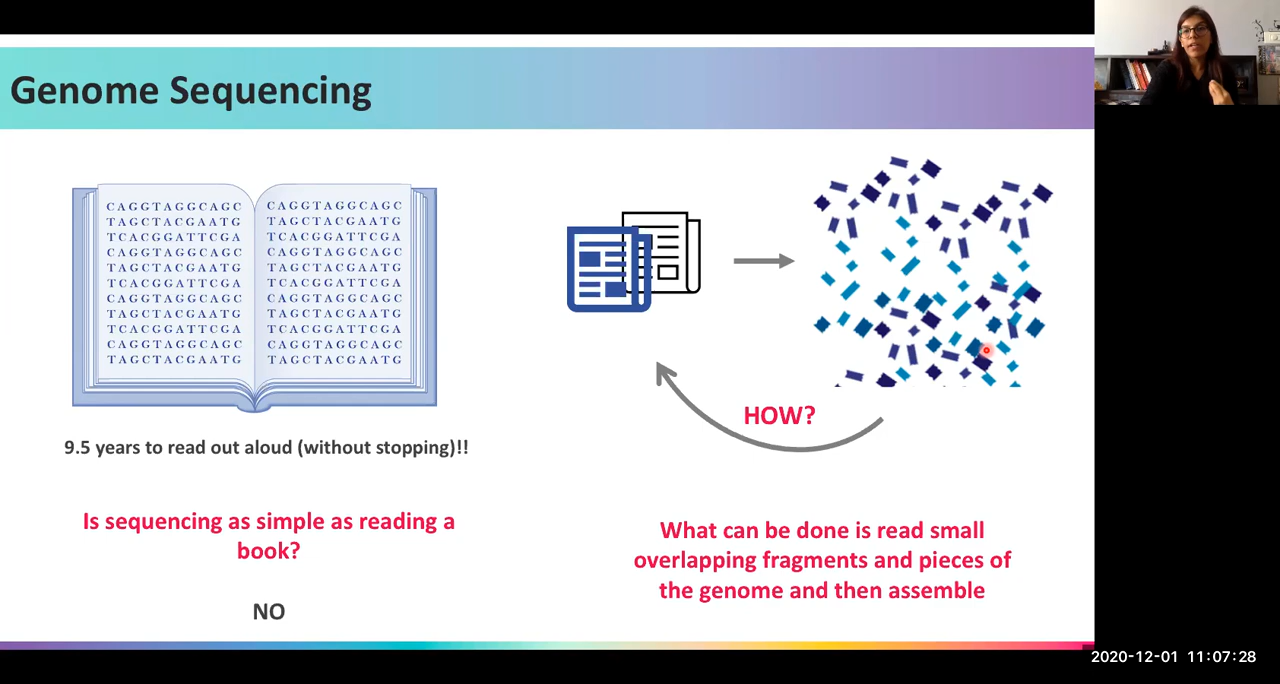 Genome Sequencing
CAGGTAGGCAGC
TAGCTACGAATG
TCACGGATTCGA
CAGGTAGGCAGC
TAGCTACGAATG
TCACGGATTCGA
CAGGTAGGCAGC
TAGCTACGAATG
TCACGGATTCGA
CAGGTAGGCAGC
TAGCTACGAATG
CAGGTAGGCAGC
TAGCTACGAATG
TCACGGATTCGA
CAGGTAGGCAGC
TAGCTACGAATG
TCACGGATTCGA
CAGGTAGGCAGC
TAGCTACGAATG
TCACGGATTCGA
CAGGTAGGCAGC
TAGCTACGAATG
9.5 years to read out aloud (without stopping)!!
Is sequencing as simple as reading a
book?
NO
HOW?
What can be done is read small
overlapping fragments and pieces of
the genome and then assemble
2020-12-01 11:07:28